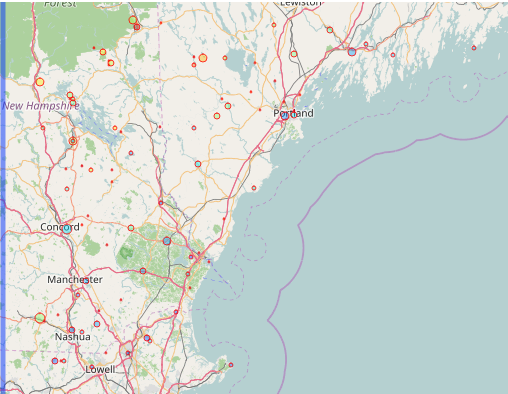 Forest
Lewiston
New Hampshire
Portland
Concord
Manchester
Nashua
Lowell